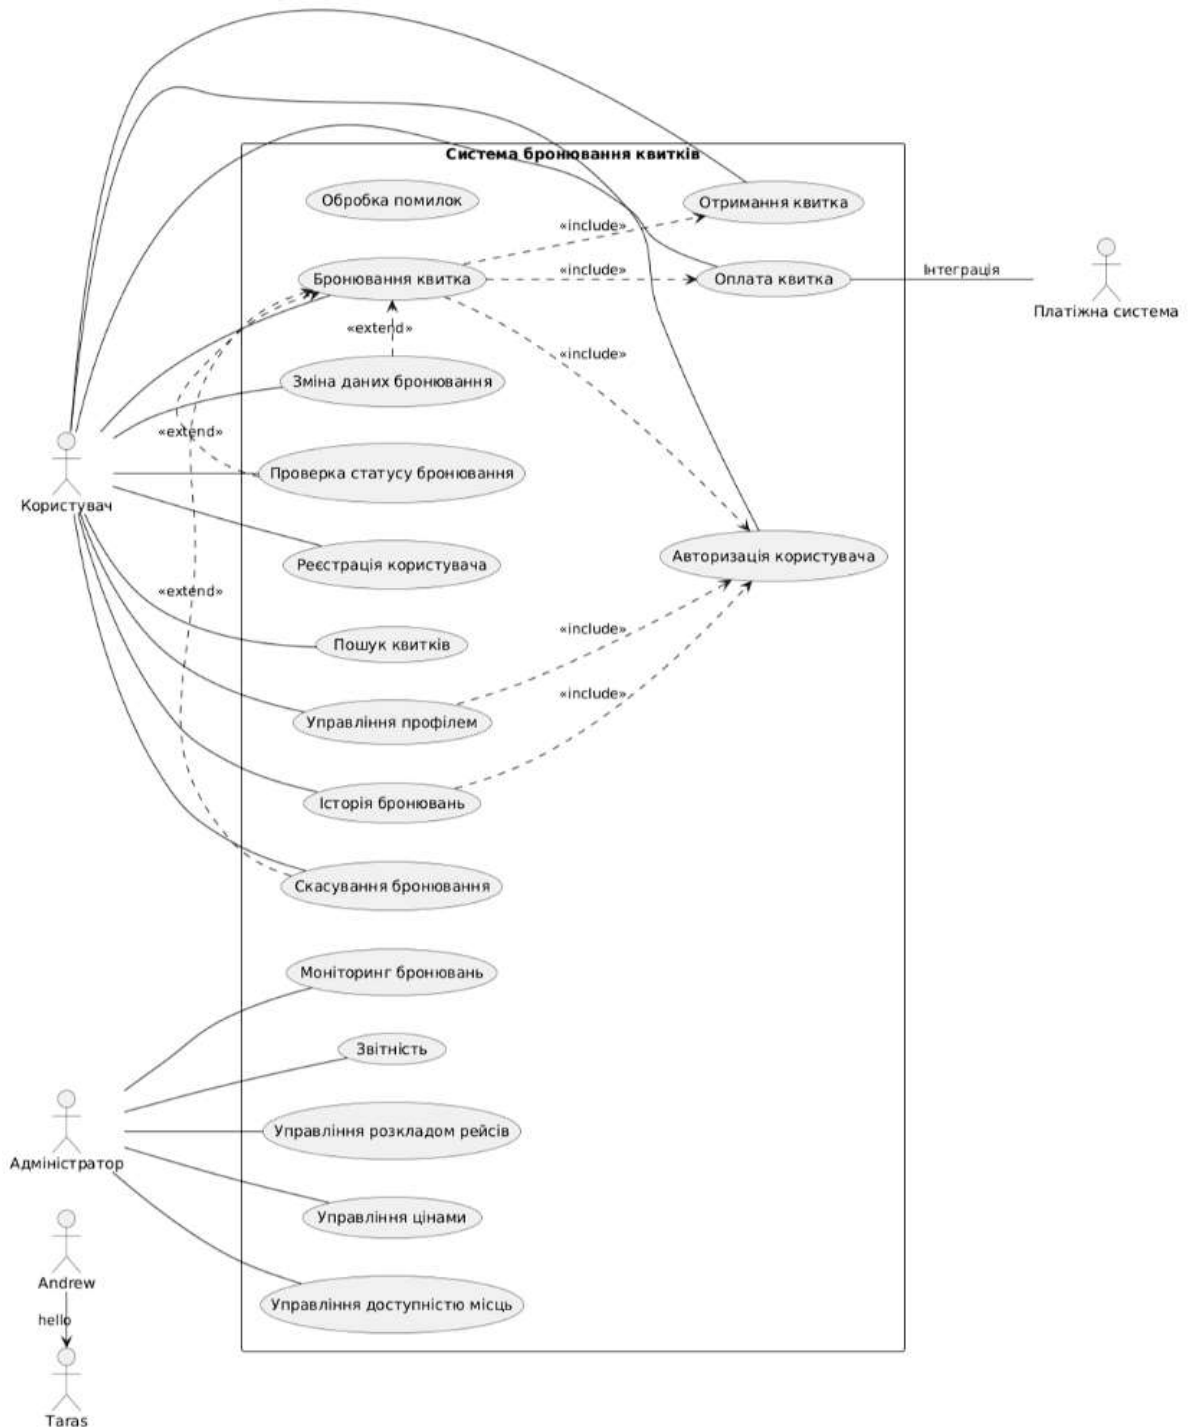 Система бронювання квитків
Обробка помилок
Отримання квитка
«include»
Бронювання квитка
«include»
Оплата квитка
Інтеграція
Платіжна система
«extend»
«include»
Зміна даних бронювання
«extend»
Проверка статусу бронювання
Користувач
Авторизація користувача
Реєстрація користувача
«extend»
«include»
Пошук квитків
«include»
Управління профілем
Історія бронювань
Скасування бронювання
Моніторинг бронювань
Звітність
Управління розкладом рейсів
Адміністратор
Управління цінами
Andrew
Управління доступністю місць
hello
Taras